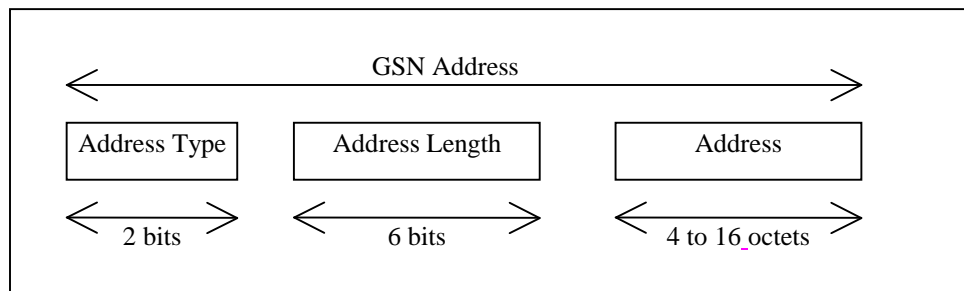 GSN Address
Address Type Address Length Address
2 bits 6 bits 4 to 16 octets